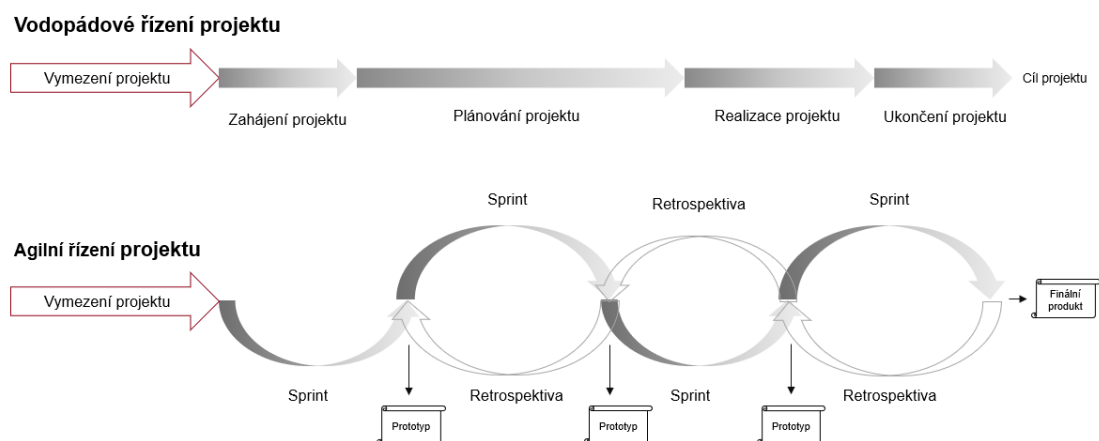 Vodopádové řízení projektu
Vymezení projektu
Cíl projektu
Zahájení projektu
Plánování projektu
Realizace projektu
Ukončení projektu
Sprint
Retrospektiva
Sprint
Agilní řízení projektu
Vymezení projektu
Finální
produkt
Sprint
Retrospektiva
Sprint
Retrospektiva
Prototyp
Prototyp
Prototyp